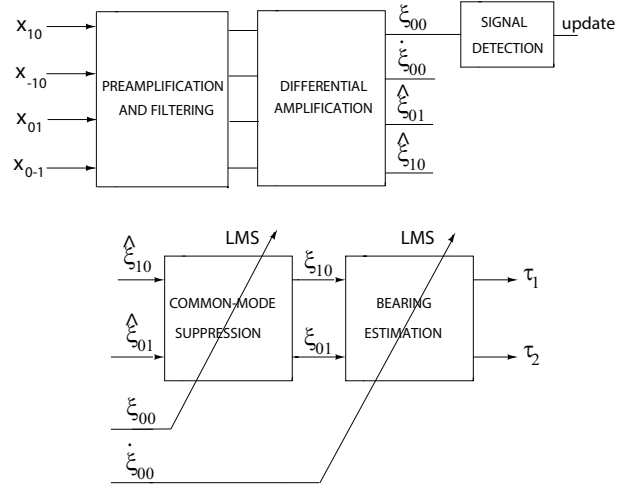 x₁₀
x₋₁₀
x₀₁
x₀₋₁
PREAMPLIFICATION
AND FILTERING
DIFFERENTIAL
AMPLIFICATION
ξ₀₀
ξ̇₀₀
ξ̂₀₁
ξ̂₁₀
SIGNAL
DETECTION
update
LMS
LMS
ξ̂₁₀
ξ̂₀₁
COMMON-MODE
SUPPRESSION
ξ₁₀
ξ₀₁
BEARING
ESTIMATION
τ₁
τ₂
ξ₀₀
ξ̇₀₀